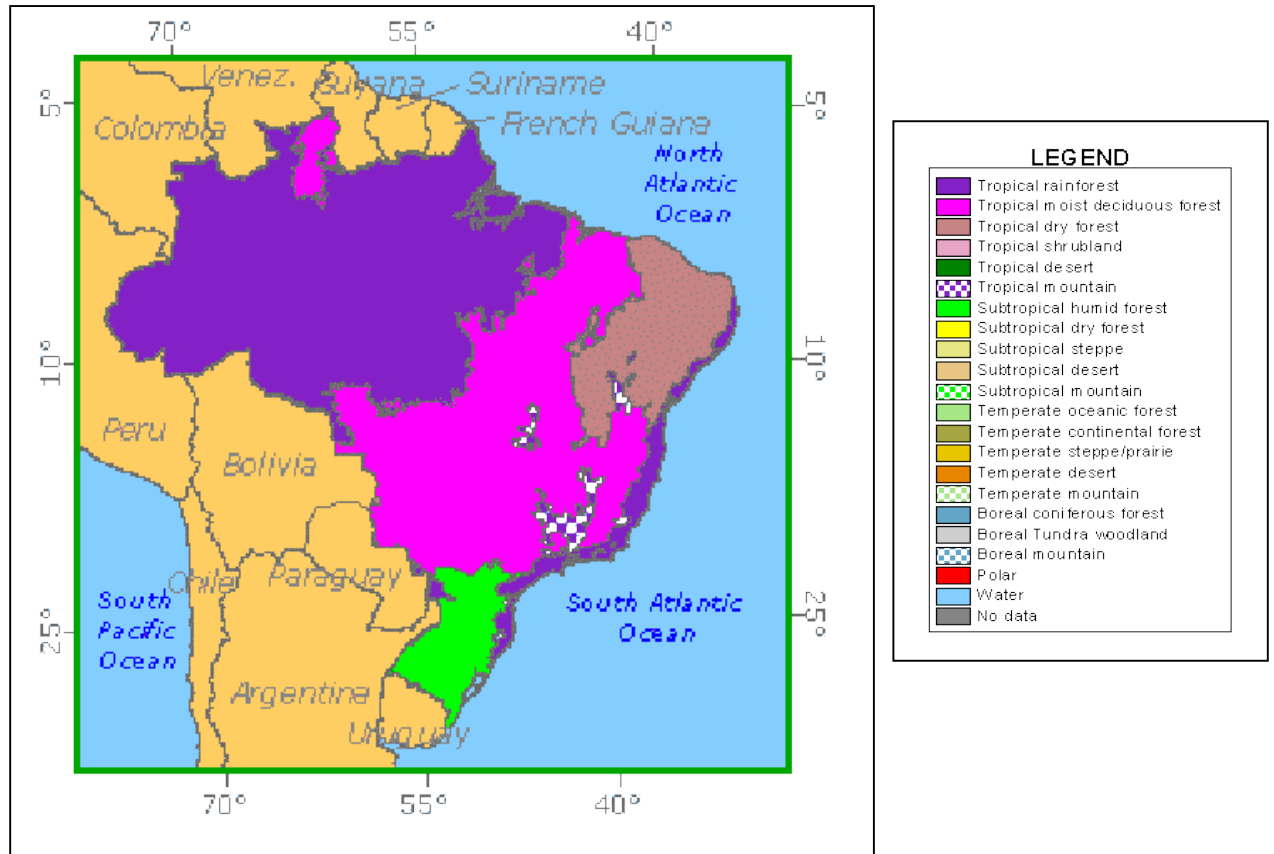 70°
55°
40°
5°
5°
Venez.
Guyana
Suriname
Colombia
French Guiana
North
Atlantic
Ocean
10°
10°
Peru
Bolivia
Chile
Paraguay
South
Pacific
Ocean
South Atlantic
Ocean
25°
25°
Argentina
Uruguay
70°
55°
40°
LEGEND
Tropical rainforest
Tropical moist deciduous forest
Tropical dry forest
Tropical shrubland
Tropical desert
Tropical mountain
Subtropical humid forest
Subtropical dry forest
Subtropical steppe
Subtropical desert
Subtropical mountain
Temperate oceanic forest
Temperate continental forest
Temperate steppe/prairie
Temperate desert
Temperate mountain
Boreal coniferous forest
Boreal Tundra woodland
Boreal mountain
Polar
Water
No data